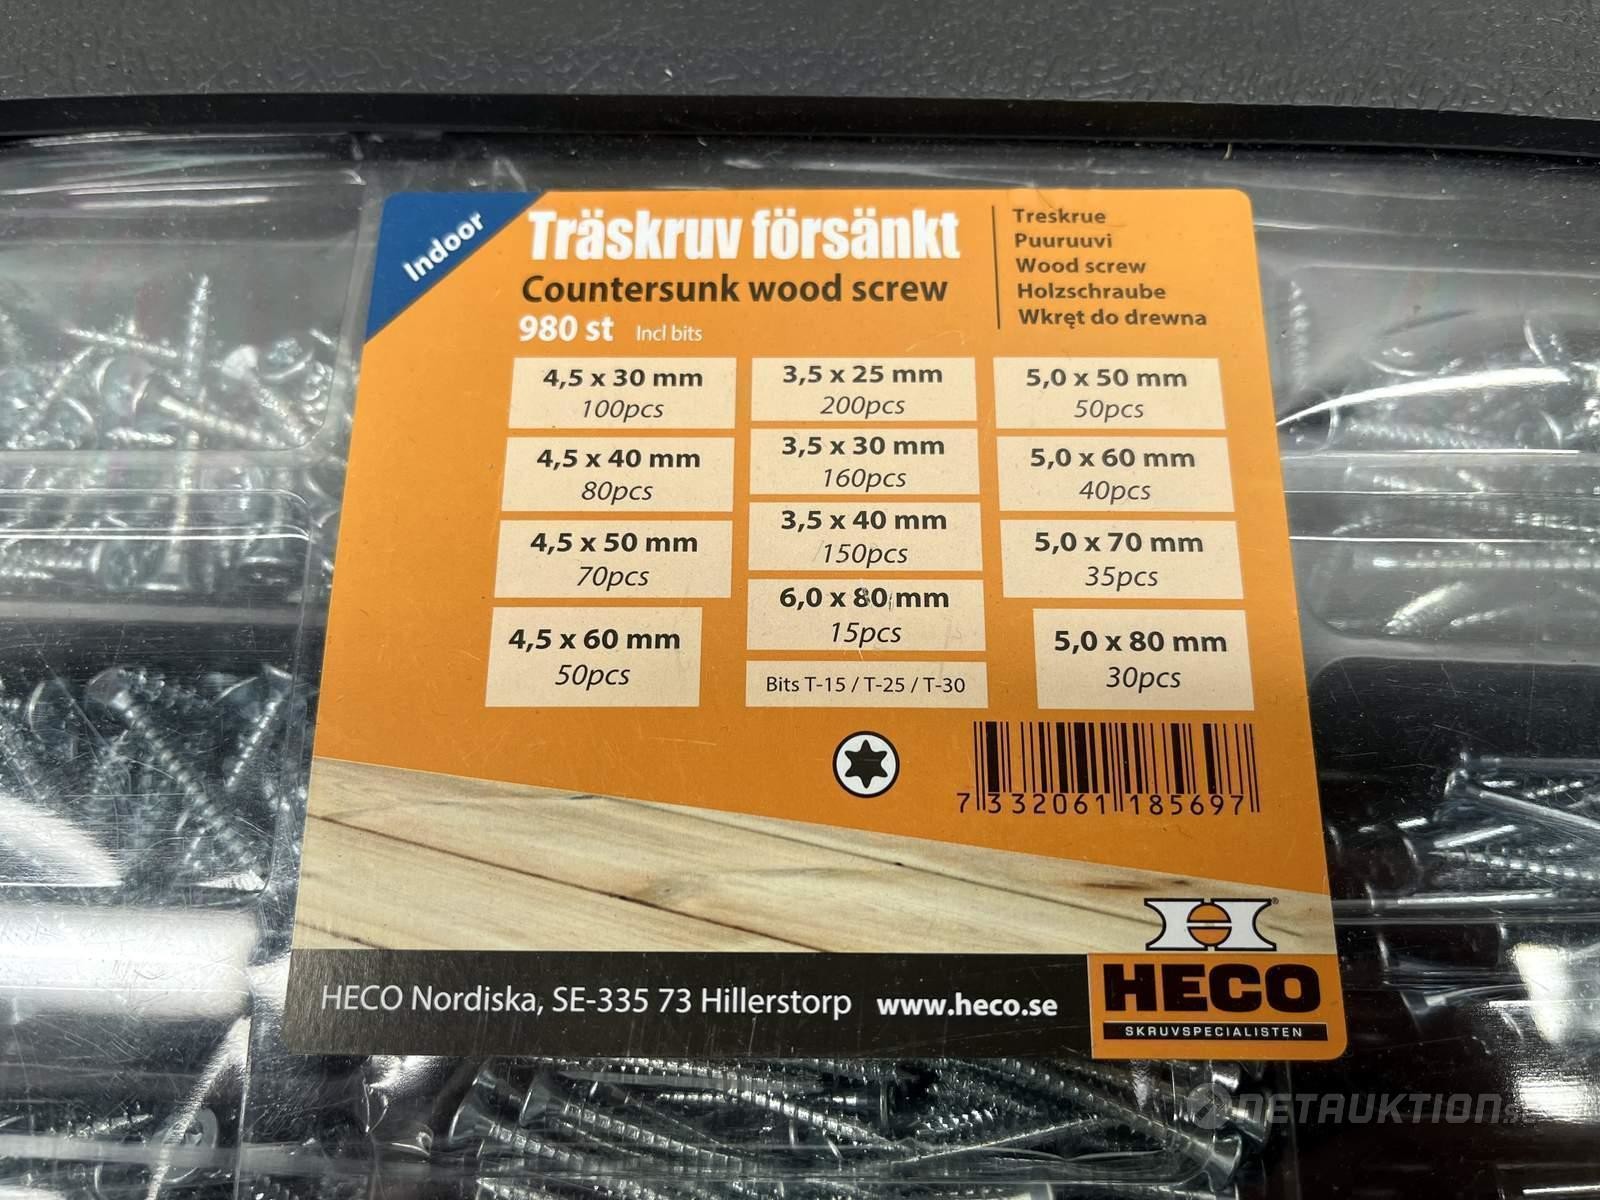 Indoor
Träskruv försänkt
Countersunk wood screw
980 st Incl bits
Treskrue
Puuruuvi
Wood screw
Holzschraube
Wkręt do drewna
4,5 x 30 mm
100pcs
4,5 x 40 mm
80pcs
4,5 x 50 mm
70pcs
4,5 x 60 mm
50pcs
3,5 x 25 mm
200pcs
3,5 x 30 mm
160pcs
3,5 x 40 mm
150pcs
6,0 x 80 mm
15pcs
Bits T-15 / T-25 / T-30
5,0 x 50 mm
50pcs
5,0 x 60 mm
40pcs
5,0 x 70 mm
35pcs
5,0 x 80 mm
30pcs
7 332061 185697
HECO Nordiska, SE-335 73 Hillerstorp www.heco.se
H®
HECO
SKRUVSPECIALISTEN
NETAUKTION.se